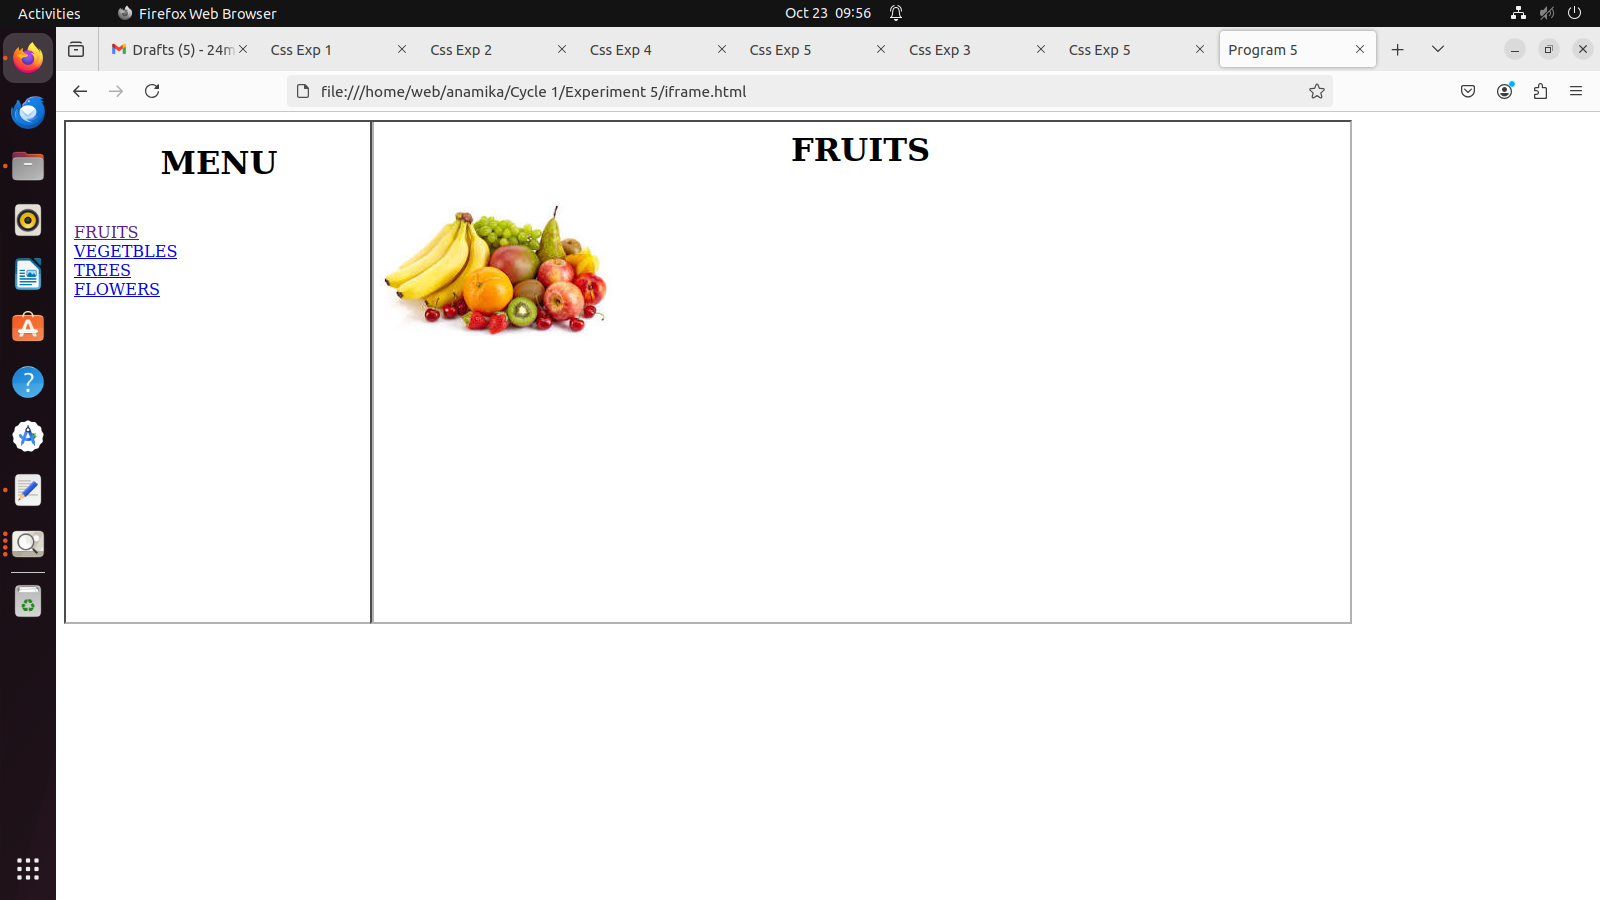 Activities
Firefox Web Browser
Oct 23 09:56
Drafts (5) - 24m
Css Exp 1
Css Exp 2
Css Exp 4
Css Exp 5
Css Exp 3
Css Exp 5
Program 5
file:///home/web/anamika/Cycle 1/Experiment 5/iframe.html
MENU
FRUITS
VEGETBLES
TREES
FLOWERS
FRUITS